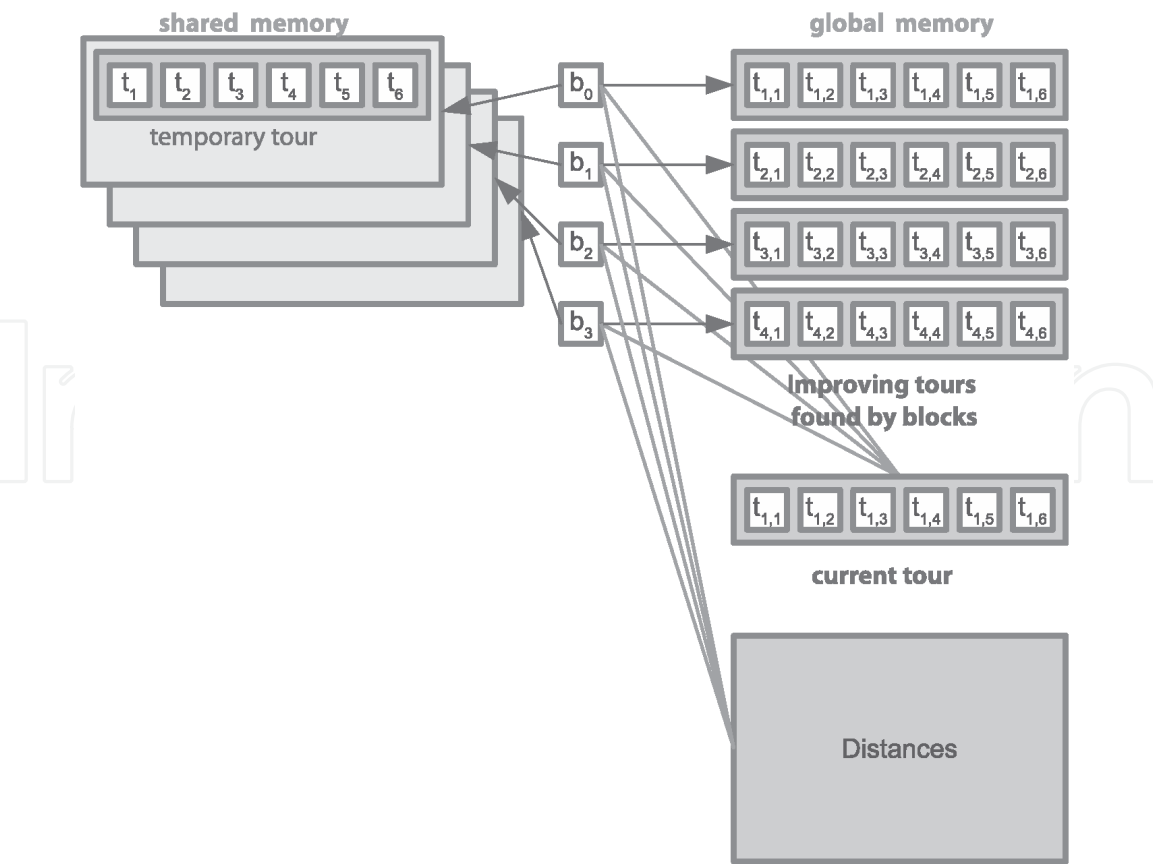 shared memory
global memory
t1 t2 t3 t4 t5 t6
temporary tour
b0
b1
b2
b3
t1,1 t1,2 t1,3 t1,4 t1,5 t1,6
t2,1 t2,2 t2,3 t2,4 t2,5 t2,6
t3,1 t3,2 t3,3 t3,4 t3,5 t3,6
t4,1 t4,2 t4,3 t4,4 t4,5 t4,6
Improving tours
found by blocks
t1,1 t1,2 t1,3 t1,4 t1,5 t1,6
current tour
Distances